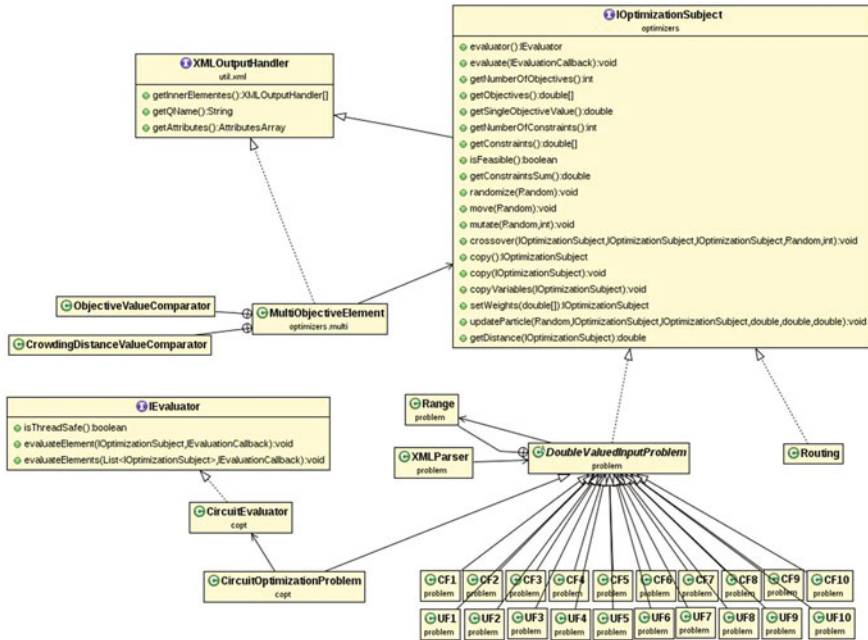 IOptimizationSubject
optimizers
evaluator():IEvaluator
evaluate(IEvaluationCallback):void
getNumberOfObjectives():int
getObjectives():double[]
getSingleObjectiveValue():double
getNumberOfConstraints():int
getConstraints():double[]
isFeasible():boolean
getConstraintsSum():double
randomize(Random):void
move(Random):void
mutate(Random,int):void
crossover(IOptimizationSubject,IOptimizationSubject,IOptimizationSubject,Random,int):void
copy():IOptimizationSubject
copy(IOptimizationSubject):void
copyVariables(IOptimizationSubject):void
setWeights(double[]):IOptimizationSubject
updateParticle(Random,IOptimizationSubject,IOptimizationSubject,double,double,double):void
getDistance(IOptimizationSubject):double
XMLOutputHandler
util.xml
getInnerElementes():XMLOutputHandler[]
getQName():String
getAttributes():AttributesArray
ObjectiveValueComparator
CrowdingDistanceValueComparator
MultiObjectiveElement
optimizers.multi
IEvaluator
isThreadSafe():boolean
evaluateElement(IOptimizationSubject,IEvaluationCallback):void
evaluateElements(List<IOptimizationSubject>,IEvaluationCallback):void
Range
problem
XMLParser
problem
DoubleValuedInputProblem
problem
Routing
CircuitEvaluator
copt
CircuitOptimizationProblem
copt
CF1 CF2 CF3 CF4 CF5 CF6 CF7 CF8 CF9 CF10
problem problem problem problem problem problem problem problem problem problem
UF1 UF2 UF3 UF4 UF5 UF6 UF7 UF8 UF9 UF10
problem problem problem problem problem problem problem problem problem problem